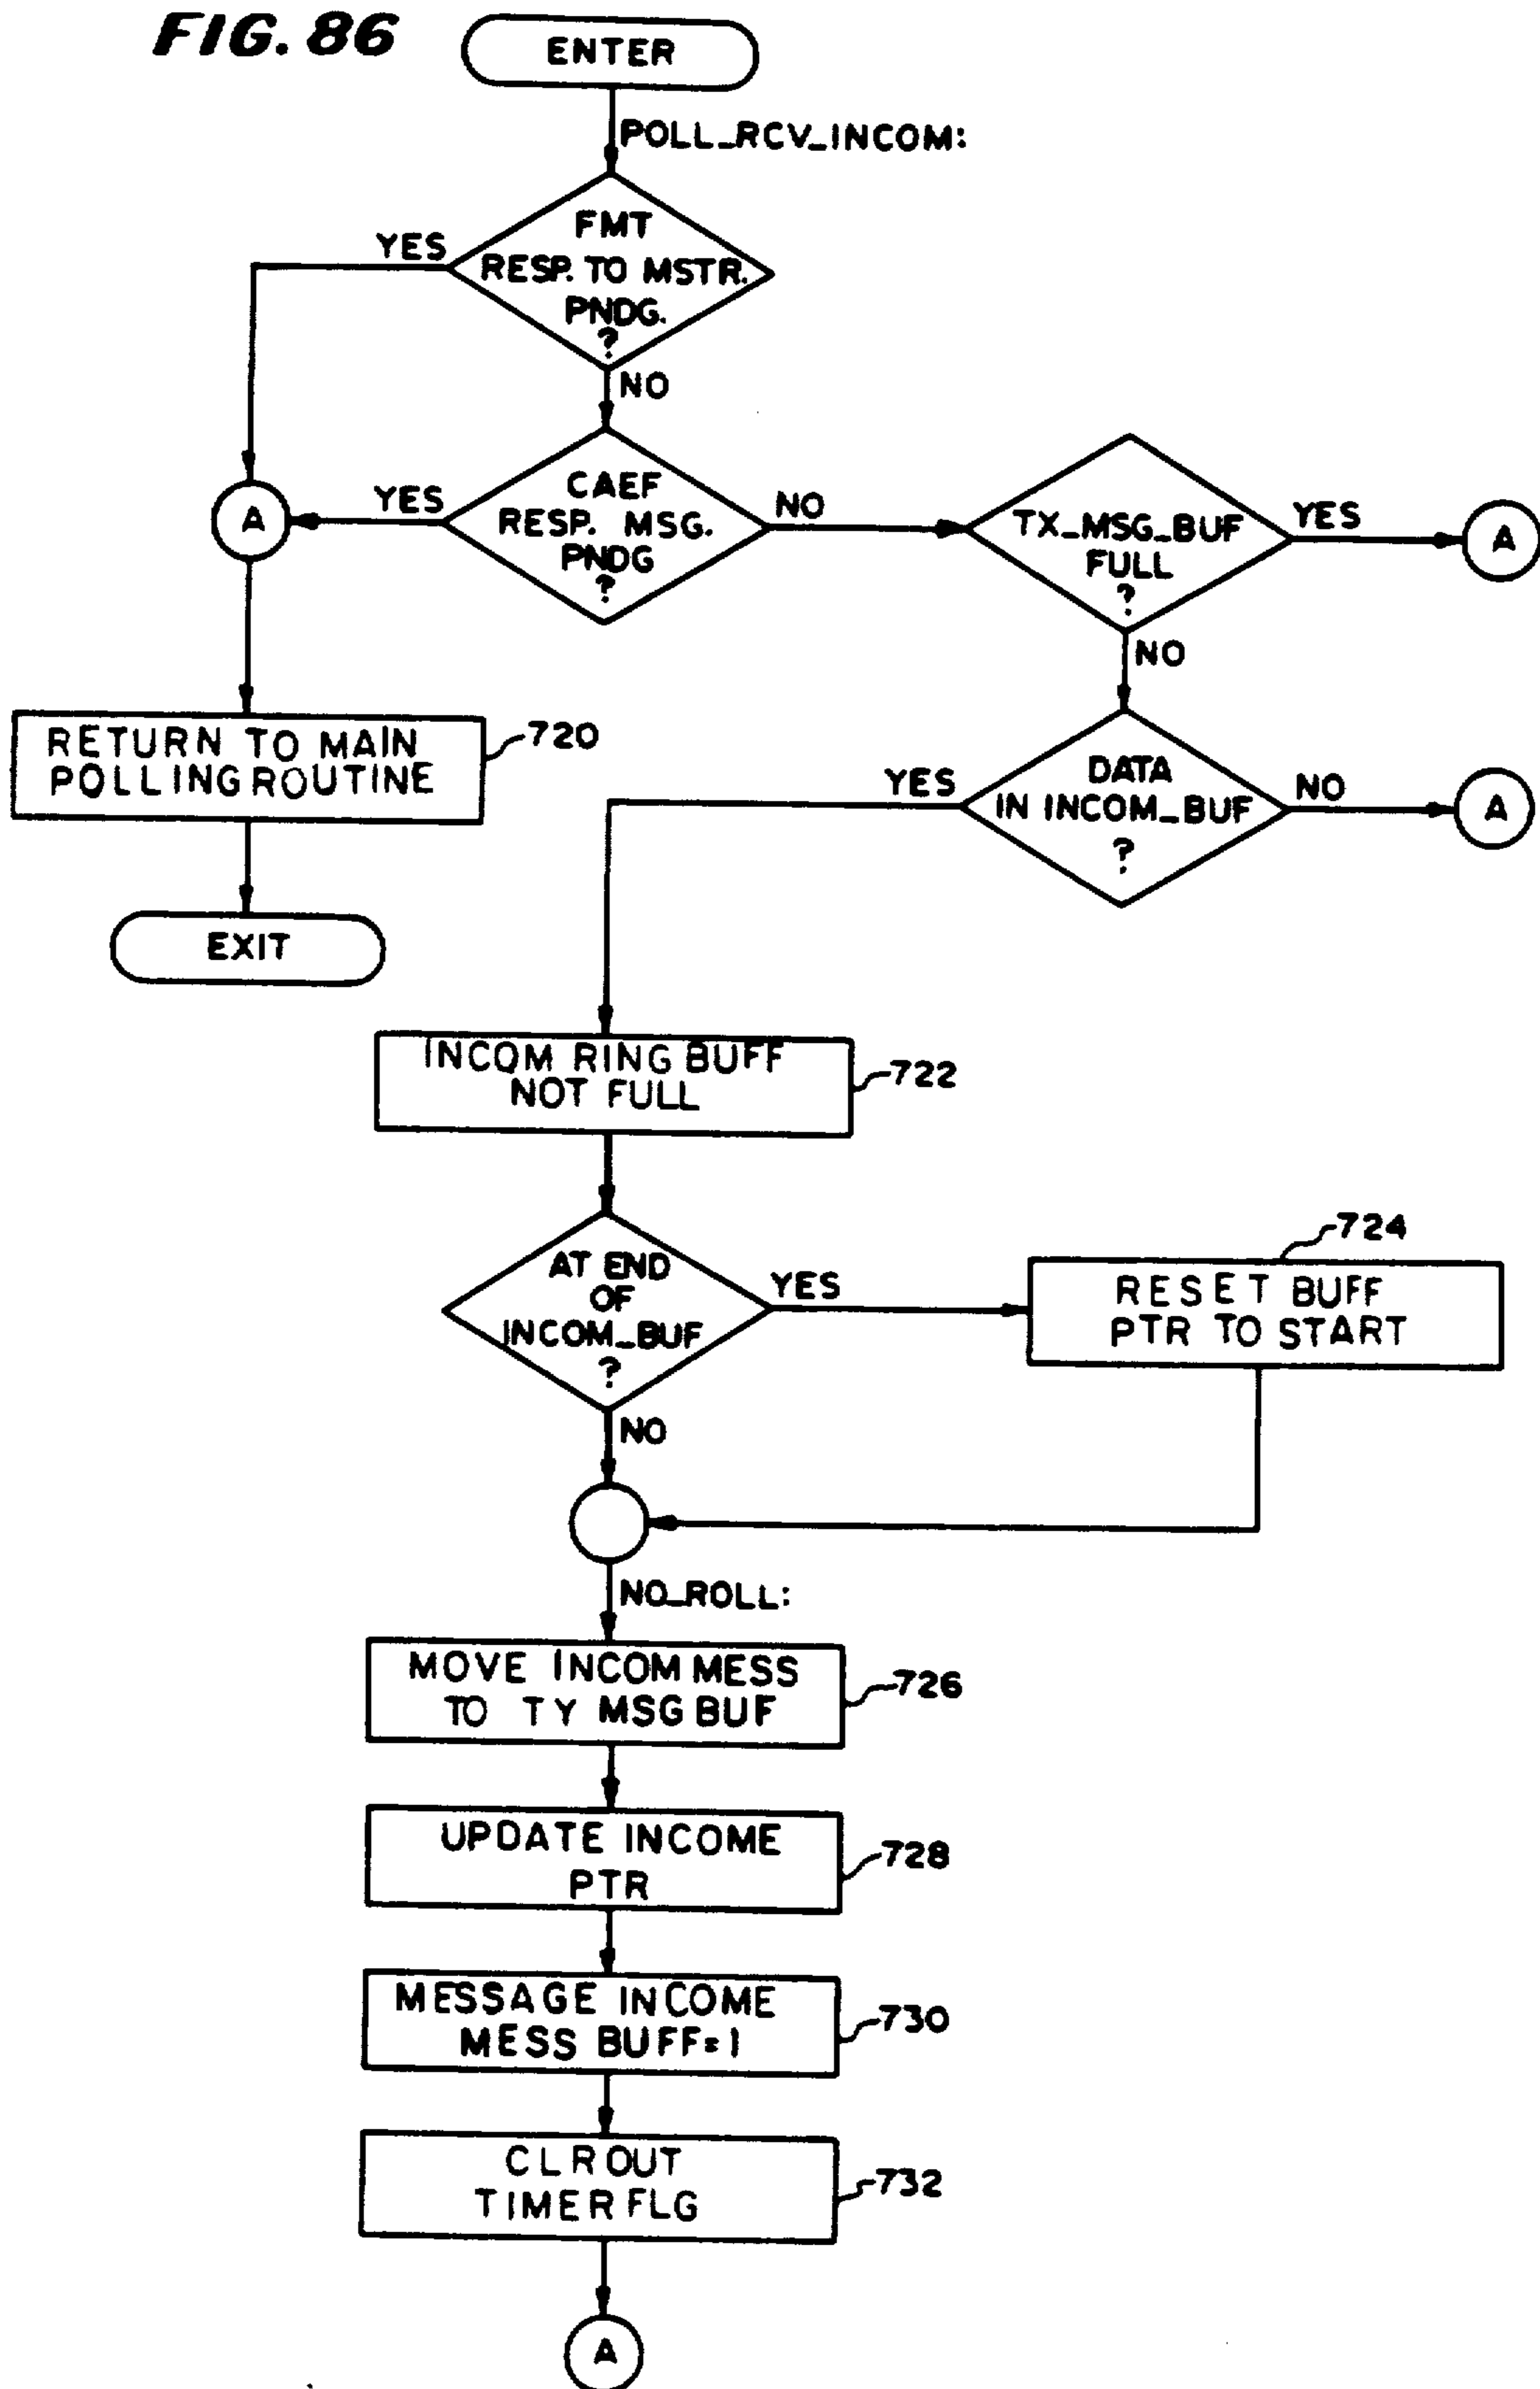 FIG. 86
ENTER
POLL_RCV_INCOM:
FMT
RESP. TO MSTR.
PNDG.
?
YES
NO
CAEF
RESP. MSG.
PNDG
?
YES
NO
A
TX_MSG_BUF
FULL
?
YES
A
NO
RETURN TO MAIN
POLLING ROUTINE
720
DATA
IN INCOM_BUF
?
YES
NO
A
EXIT
INCOM RING BUFF
NOT FULL
722
AT END
OF
INCOM_BUF
?
YES
724
RESET BUFF
PTR TO START
NO
NO_ROLL:
MOVE INCOM MESS
TO TY MSG BUF
726
UPDATE INCOME
PTR
728
MESSAGE INCOME
MESS BUFF=1
730
CLR OUT
TIMER FLG
732
A